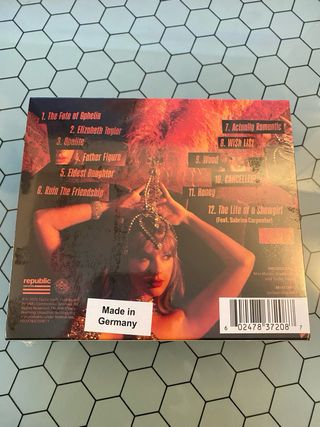 1. The Fate of Ophelia
2. Elizabeth Taylor
3. Opalite
4. Father Figure
5. Eldest Daughter
6. Ruin The Friendship
7. Actually Romantic
8. Wi$h Li$t
9. Wood
10. CANCELLED!
11. Honey
12. The Life of a Showgirl
(feat. Sabrina Carpenter)
republic
Made in
Germany
6 02478 37208 7